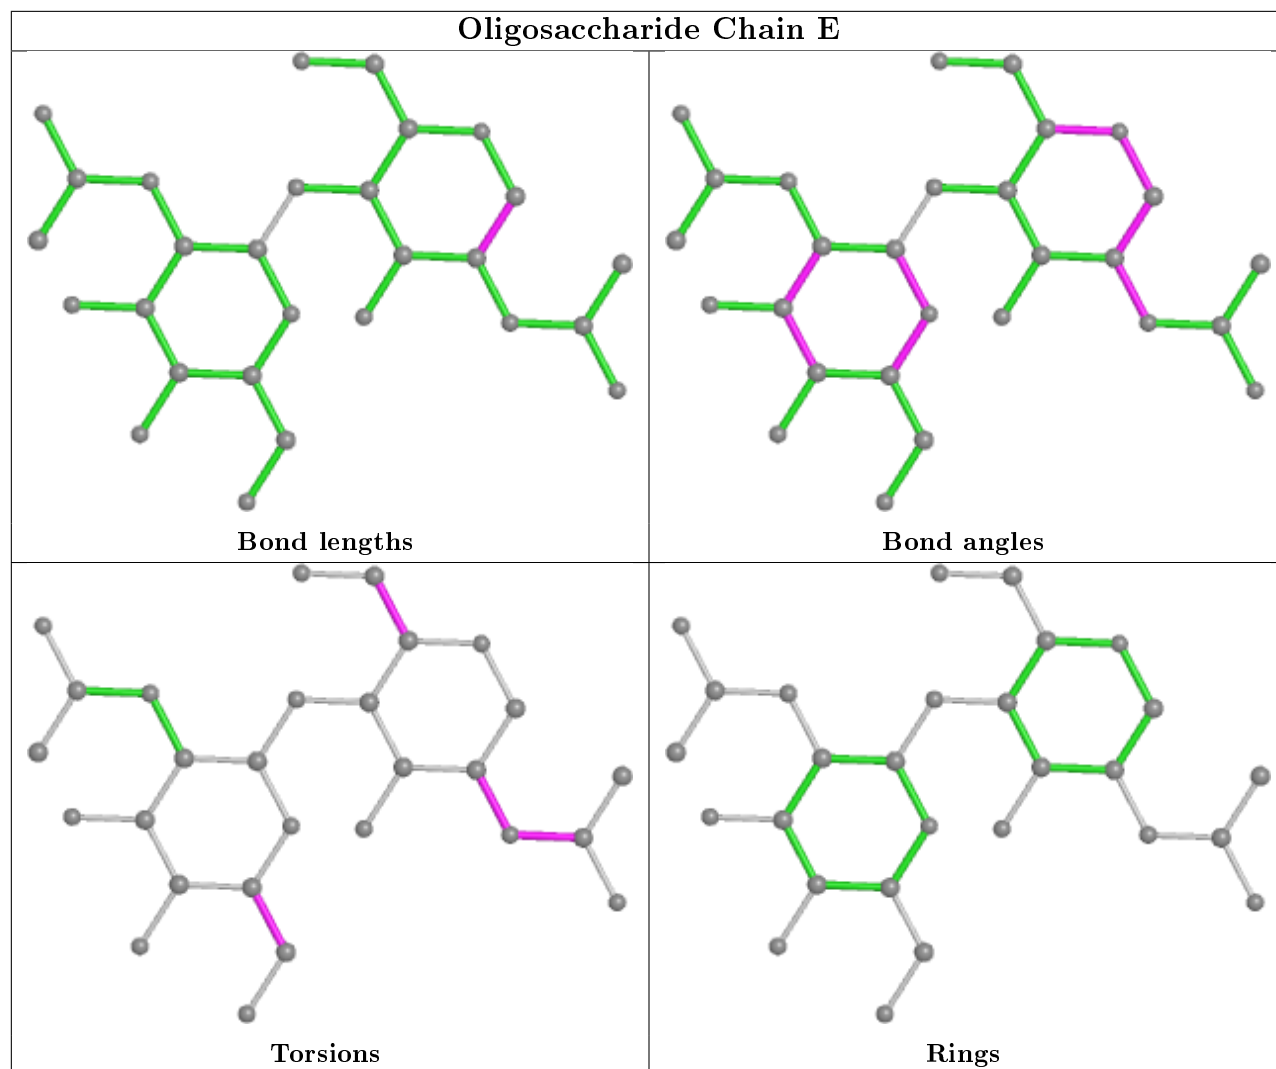 Oligosaccharide Chain E
Bond lengths
Bond angles
Torsions
Rings